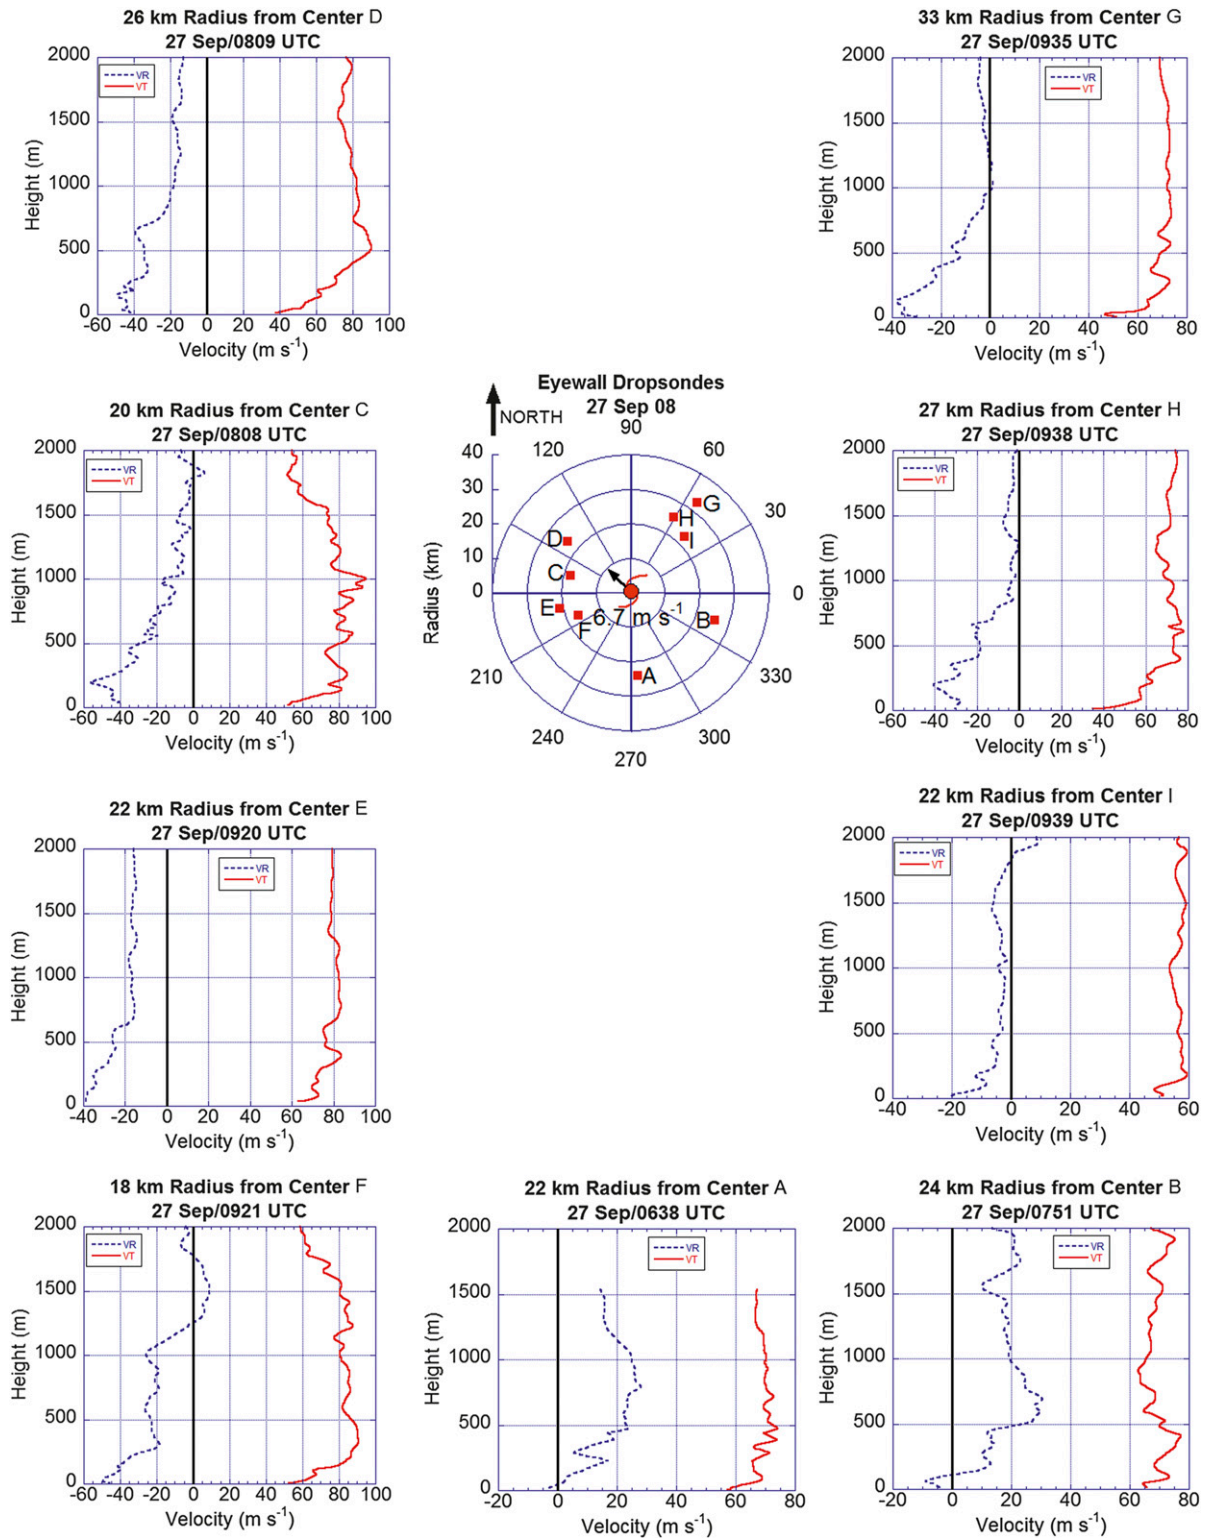 26 km Radius from Center D
27 Sep/0809 UTC
2000
1500
1000
500
0
Height (m)
VR
VT
-60 -40 -20 0 20 40 60 80 100
Velocity (m s-1)
33 km Radius from Center G
27 Sep/0935 UTC
2000
1500
1000
500
0
Height (m)
VR
VT
-40 -20 0 20 40 60 80
Velocity (m s-1)
20 km Radius from Center C
27 Sep/0808 UTC
2000
1500
1000
500
0
Height (m)
VR
VT
-60 -40 -20 0 20 40 60 80 100
Velocity (m s-1)
Eyewall Dropsondes
27 Sep 08
NORTH
90
120
60
40
30
20
10
0
Radius (km)
30
0
330
300
270
240
210
G
H
I
D
C
E
F
B
A
6.7 m s-1
27 km Radius from Center H
27 Sep/0938 UTC
2000
1500
1000
500
0
Height (m)
VR
VT
-60 -40 -20 0 20 40 60 80
Velocity (m s-1)
22 km Radius from Center E
27 Sep/0920 UTC
2000
1500
1000
500
0
Height (m)
VR
VT
-40 -20 0 20 40 60 80 100
Velocity (m s-1)
22 km Radius from Center I
27 Sep/0939 UTC
2000
1500
1000
500
0
Height (m)
VR
VT
-40 -20 0 20 40 60
Velocity (m s-1)
18 km Radius from Center F
27 Sep/0921 UTC
2000
1500
1000
500
0
Height (m)
VR
VT
-60 -40 -20 0 20 40 60 80 100
Velocity (m s-1)
22 km Radius from Center A
27 Sep/0638 UTC
2000
1500
1000
500
0
Height (m)
VR
VT
-20 0 20 40 60 80
Velocity (m s-1)
24 km Radius from Center B
27 Sep/0751 UTC
2000
1500
1000
500
0
Height (m)
VR
VT
-20 0 20 40 60 80
Velocity (m s-1)